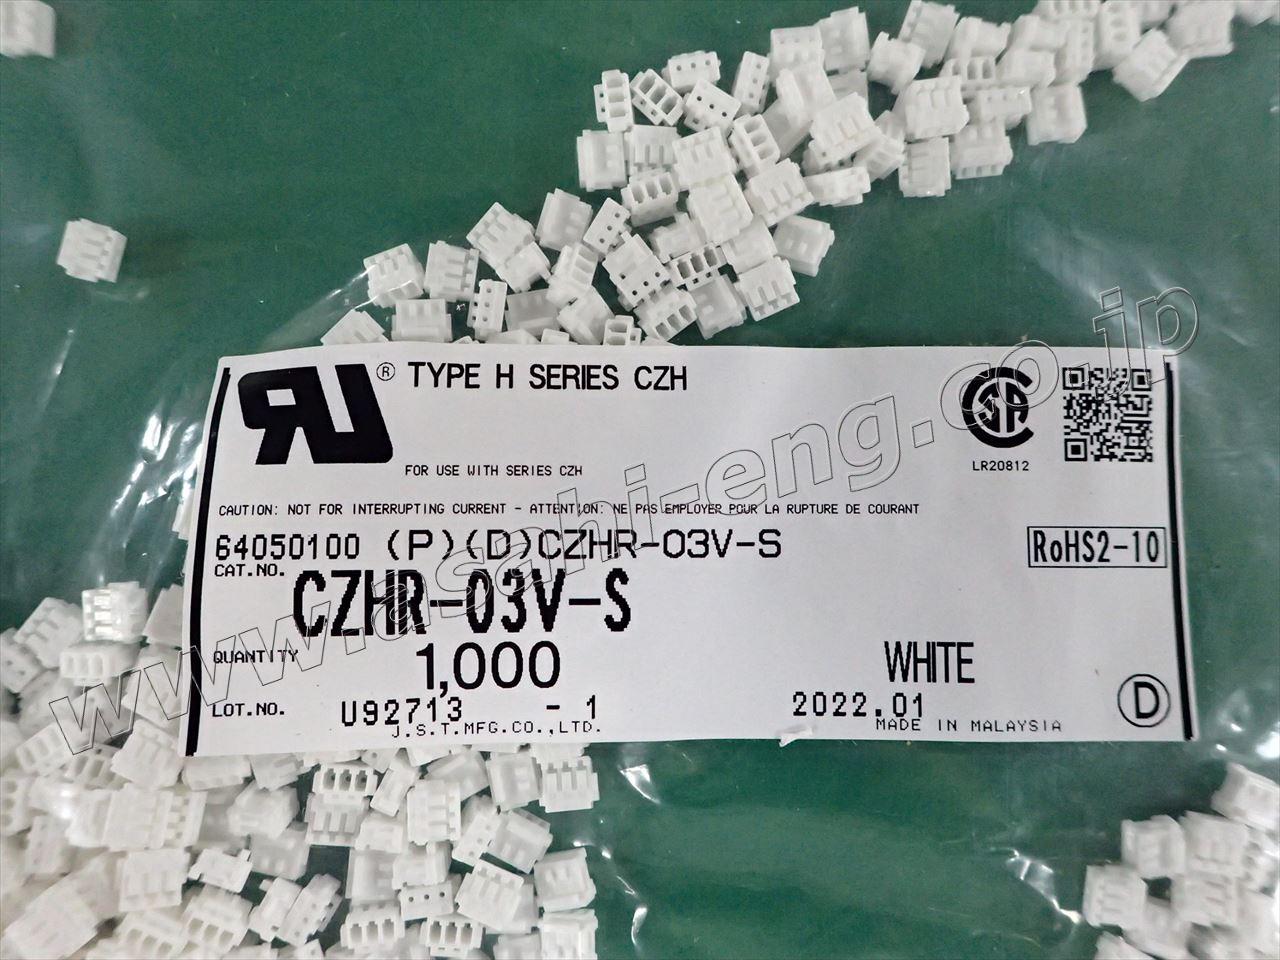 ® TYPE H SERIES CZH
FOR USE WITH SERIES CZH
LR20812
CAUTION: NOT FOR INTERRUPTING CURRENT - ATTENTION: NE PAS EMPLOYER POUR LA RUPTURE DE COURANT
64050100 (P)(D)CZHR-03V-S
RoHS2-10
CAT.NO.
CZHR-03V-S
QUANTITY 1,000
WHITE
LOT.NO. U92713 - 1
2022.01
D
J.S.T.MFG.CO.,LTD.
MADE IN MALAYSIA
www.asahi-eng.co.jp